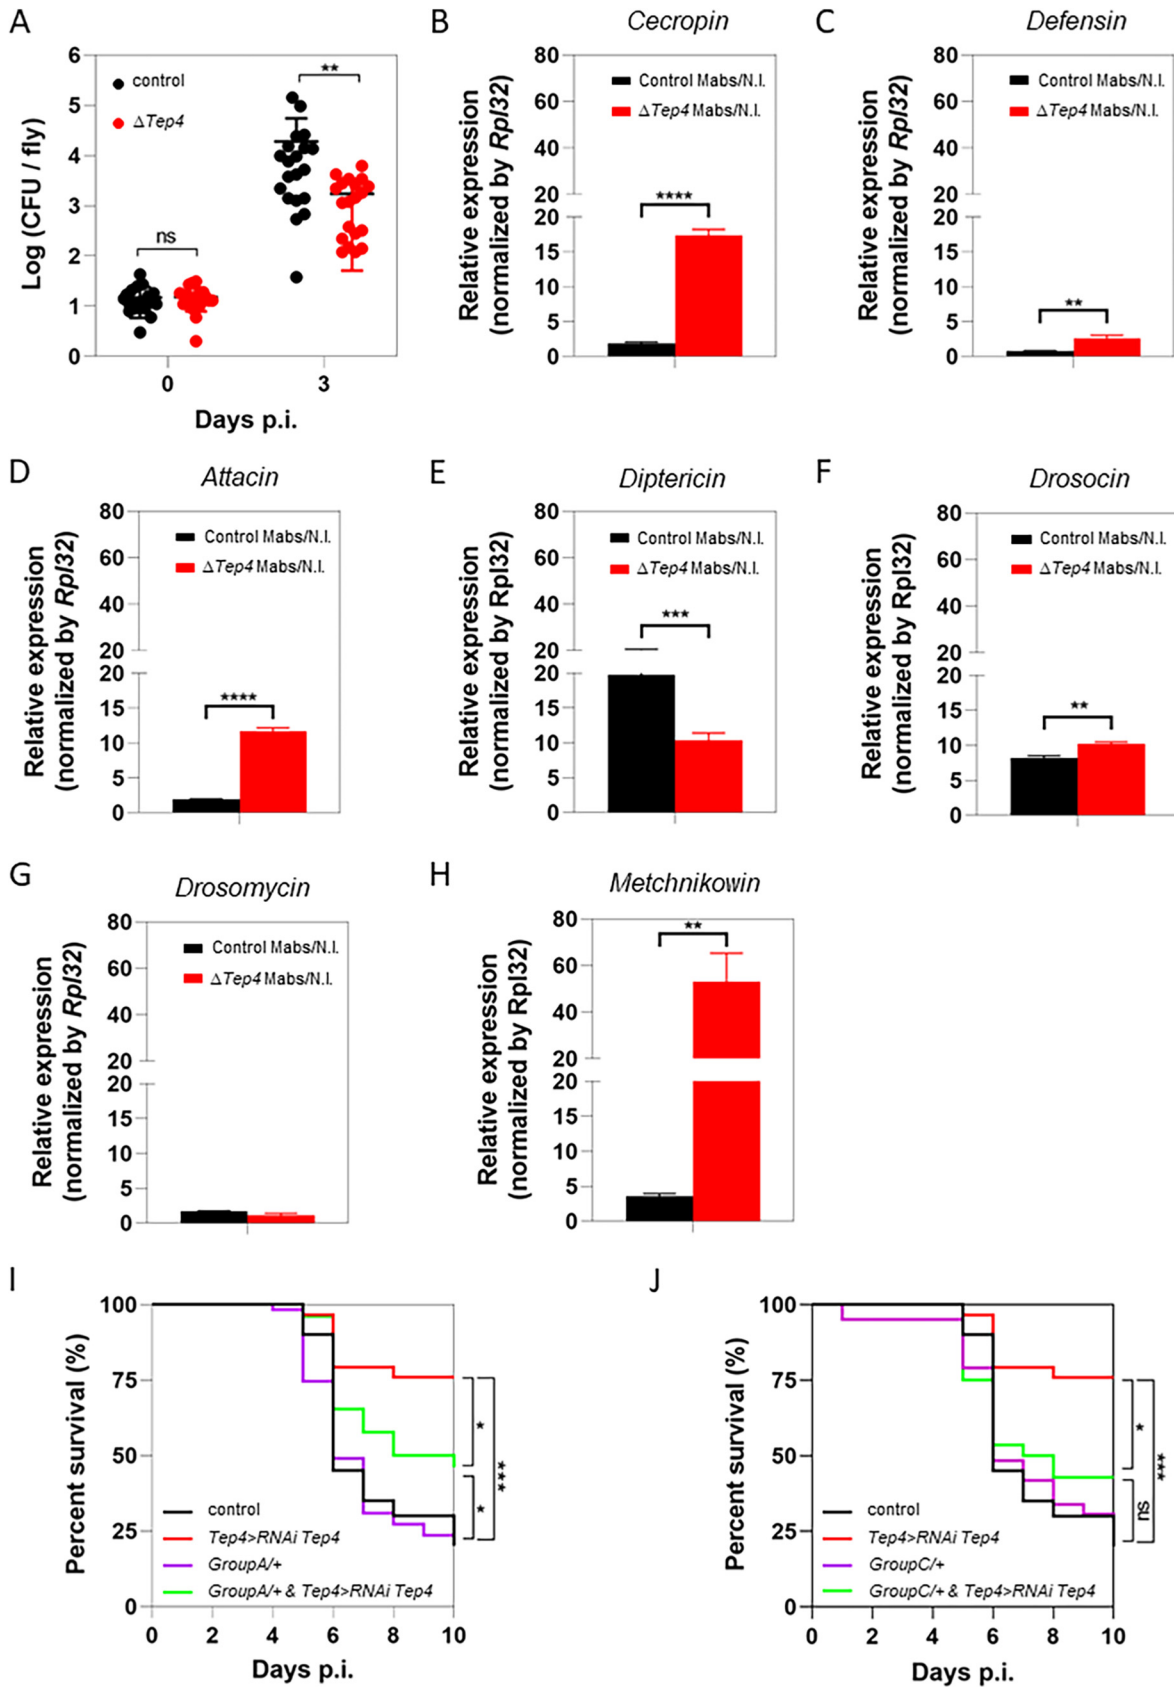 A
6
5
4
3
2
1
0
Log (CFU / fly)
control
ΔTep4
ns
**
0
3
Days p.i.
B
Cecropin
80
60
40
20
20
15
10
5
0
Relative expression
(normalized by Rpl32)
Control Mabs/N.I.
ΔTep4 Mabs/N.I.
****
C
Defensin
80
60
40
20
20
15
10
5
0
Relative expression
(normalized by Rpl32)
Control Mabs/N.I.
ΔTep4 Mabs/N.I.
**
D
Attacin
80
60
40
20
20
15
10
5
0
Relative expression
(normalized by Rpl32)
Control Mabs/N.I.
ΔTep4 Mabs/N.I.
****
E
Diptericin
80
60
40
20
20
15
10
5
0
Relative expression
(normalized by Rpl32)
Control Mabs/N.I.
ΔTep4 Mabs/N.I.
***
F
Drosocin
80
60
40
20
20
15
10
5
0
Relative expression
(normalized by Rpl32)
Control Mabs/N.I.
ΔTep4 Mabs/N.I.
**
G
Drosomycin
80
60
40
20
20
15
10
5
0
Relative expression
(normalized by Rpl32)
Control Mabs/N.I.
ΔTep4 Mabs/N.I.
H
Metchnikowin
80
60
40
20
20
15
10
5
0
Relative expression
(normalized by Rpl32)
**
I
100
75
50
25
0
Percent survival (%)
control
Tep4>RNAi Tep4
GroupA/+
GroupA/+ & Tep4>RNAi Tep4
*
*
***
0 2 4 6 8 10
Days p.i.
J
100
75
50
25
0
Percent survival (%)
control
Tep4>RNAi Tep4
GroupC/+
GroupC/+ & Tep4>RNAi Tep4
*
ns
***
0 2 4 6 8 10
Days p.i.